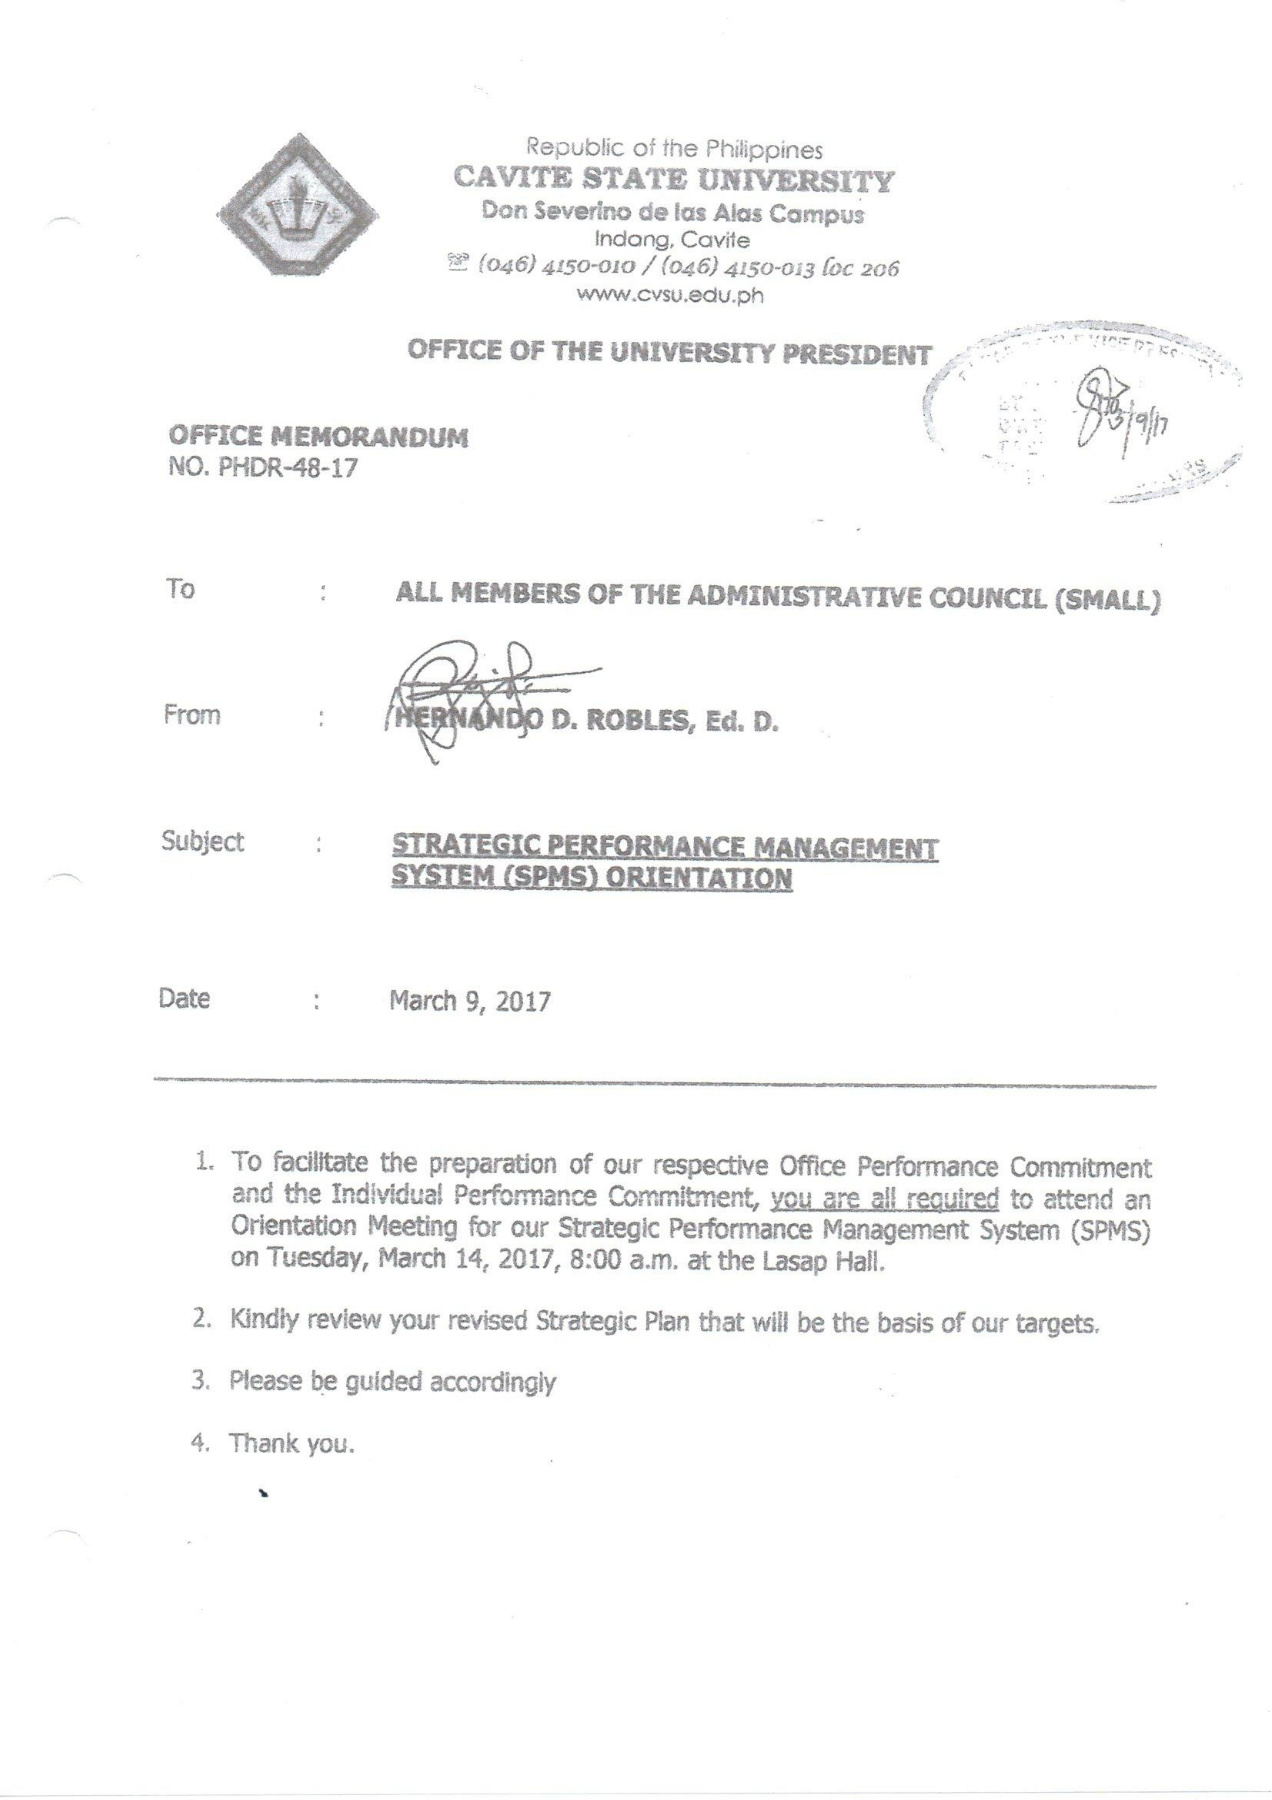 Republic of the Philippines
CAVITE STATE UNIVERSITY
Don Severino de las Alas Campus
Indang, Cavite
☏ (046) 4150-010 / (046) 4150-013 loc 206
www.cvsu.edu.ph
OFFICE OF THE UNIVERSITY PRESIDENT
3/9/17
OFFICE MEMORANDUM
NO. PHDR-48-17
To : ALL MEMBERS OF THE ADMINISTRATIVE COUNCIL (SMALL)
From : HERNANDO D. ROBLES, Ed. D.
Subject : STRATEGIC PERFORMANCE MANAGEMENT
SYSTEM (SPMS) ORIENTATION
Date : March 9, 2017
1. To facilitate the preparation of our respective Office Performance Commitment
and the Individual Performance Commitment, you are all required to attend an
Orientation Meeting for our Strategic Performance Management System (SPMS)
on Tuesday, March 14, 2017, 8:00 a.m. at the Lasap Hall.
2. Kindly review your revised Strategic Plan that will be the basis of our targets.
3. Please be guided accordingly
4. Thank you.